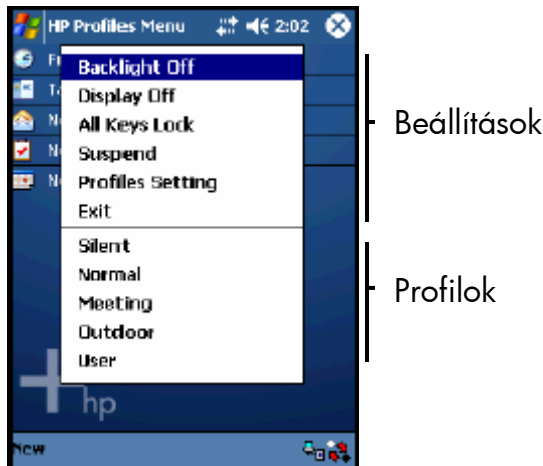 HP Profiles Menu 2:02
Backlight Off
Display Off
All Keys Lock
Suspend
Profiles Setting
Exit
Silent
Normal
Meeting
Outdoor
User
hp
New
Beállítások
Profilok